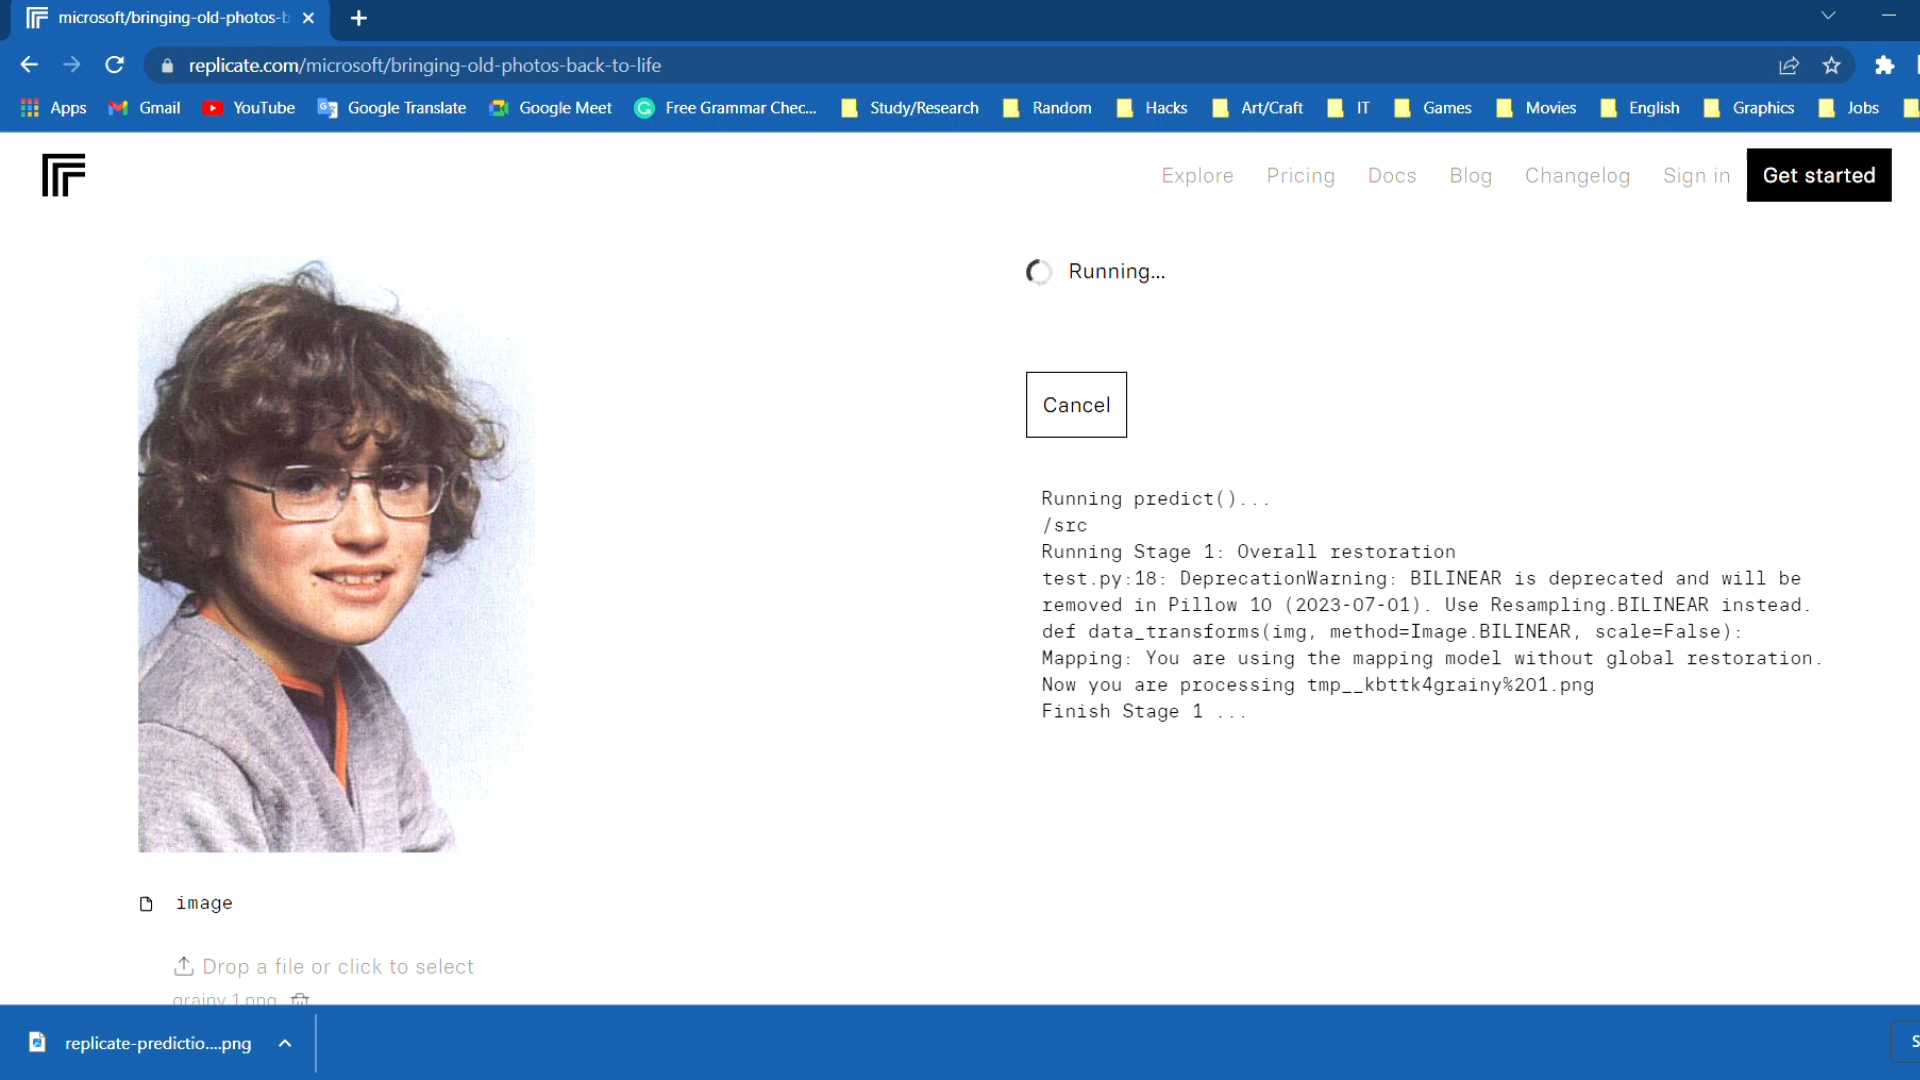 microsoft/bringing-old-photos-b
replicate.com/microsoft/bringing-old-photos-back-to-life
Apps Gmail YouTube Google Translate Google Meet Free Grammar Chec... Study/Research Random Hacks Art/Craft IT Games Movies English Graphics Jobs
Explore Pricing Docs Blog Changelog Sign in Get started
Running...
Cancel
Running predict()...
/src
Running Stage 1: Overall restoration
test.py:18: DeprecationWarning: BILINEAR is deprecated and will be
removed in Pillow 10 (2023-07-01). Use Resampling.BILINEAR instead.
def data_transforms(img, method=Image.BILINEAR, scale=False):
Mapping: You are using the mapping model without global restoration.
Now you are processing tmp__kbttk4grainy%201.png
Finish Stage 1 ...
image
Drop a file or click to select
grainy 1.png
replicate-predictio....png